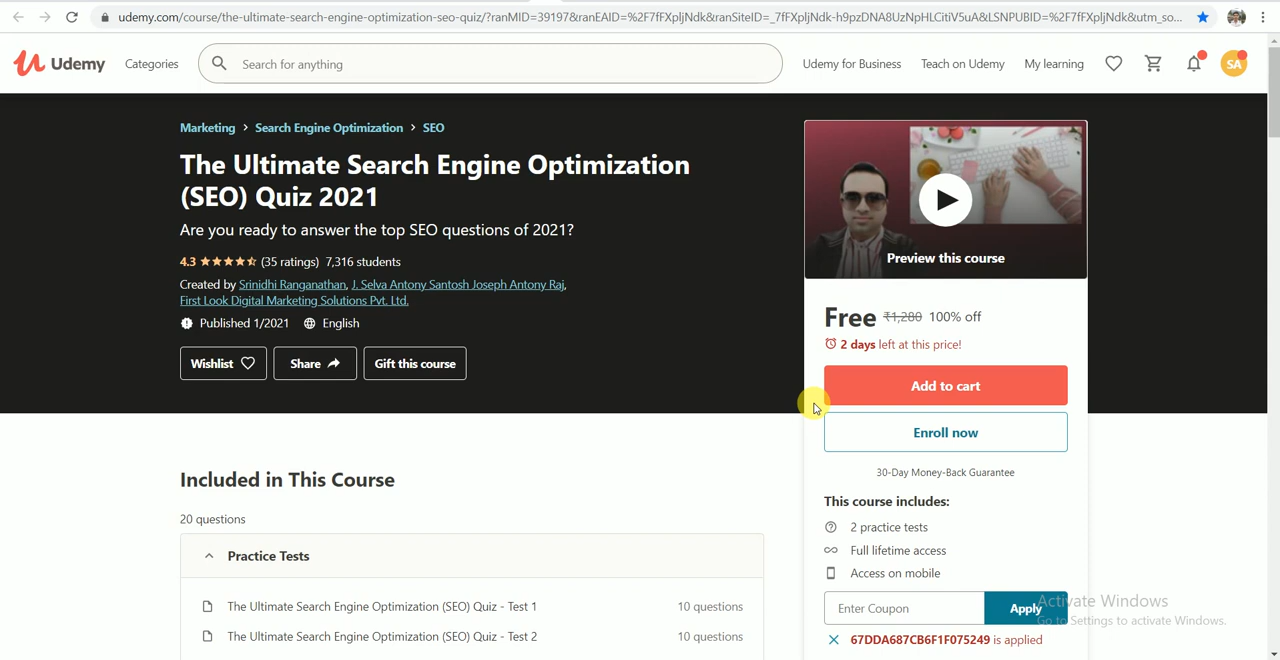 udemy.com/course/the-ultimate-search-engine-optimization-seo-quiz/?ranMID=39197&ranEAID=%2F7fFXpljNdk&ranSiteID=_7fFXpljNdk-h9pzDNA8UzNpHLCitiV5uA&LSNPUBID=%2F7fFXpljNdk&utm_so...
Udemy Categories Search for anything Udemy for Business Teach on Udemy My learning SA
Marketing > Search Engine Optimization > SEO
The Ultimate Search Engine Optimization
(SEO) Quiz 2021
Are you ready to answer the top SEO questions of 2021?
4.3 (35 ratings) 7,316 students
Created by Srinidhi Ranganathan, J. Selva Antony Santosh Joseph Antony Raj,
First Look Digital Marketing Solutions Pvt. Ltd.
Published 1/2021 English
Wishlist Share Gift this course
Preview this course
Free ₹1,280 100% off
2 days left at this price!
Add to cart
Enroll now
30-Day Money-Back Guarantee
This course includes:
2 practice tests
Full lifetime access
Access on mobile
Enter Coupon Apply
67DDA687CB6F1F075249 is applied
Included in This Course
20 questions
Practice Tests
The Ultimate Search Engine Optimization (SEO) Quiz - Test 1 10 questions
The Ultimate Search Engine Optimization (SEO) Quiz - Test 2 10 questions
Activate Windows
Go to Settings to activate Windows.